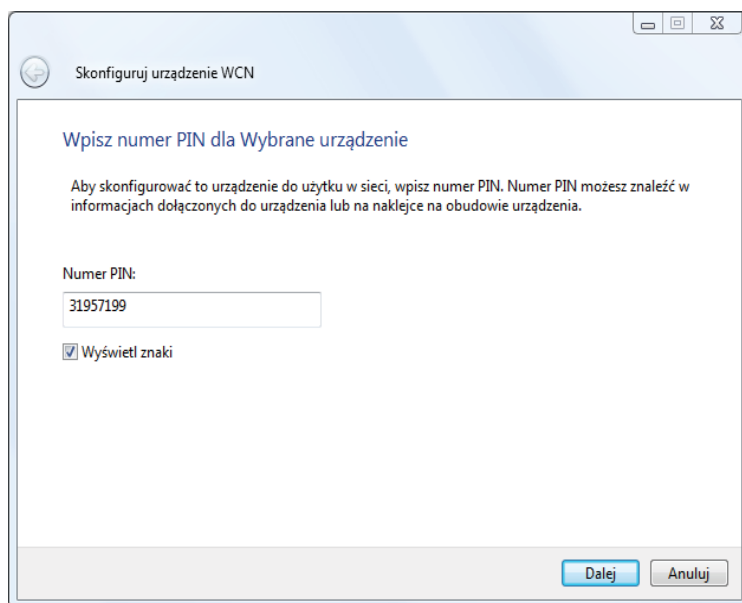 Skonfiguruj urządzenie WCN
Wpisz numer PIN dla Wybrane urządzenie
Aby skonfigurować to urządzenie do użytku w sieci, wpisz numer PIN. Numer PIN możesz znaleźć w
informacjach dołączonych do urządzenia lub na naklejce na obudowie urządzenia.
Numer PIN:
31957199
Wyświetl znaki
Dalej Anuluj